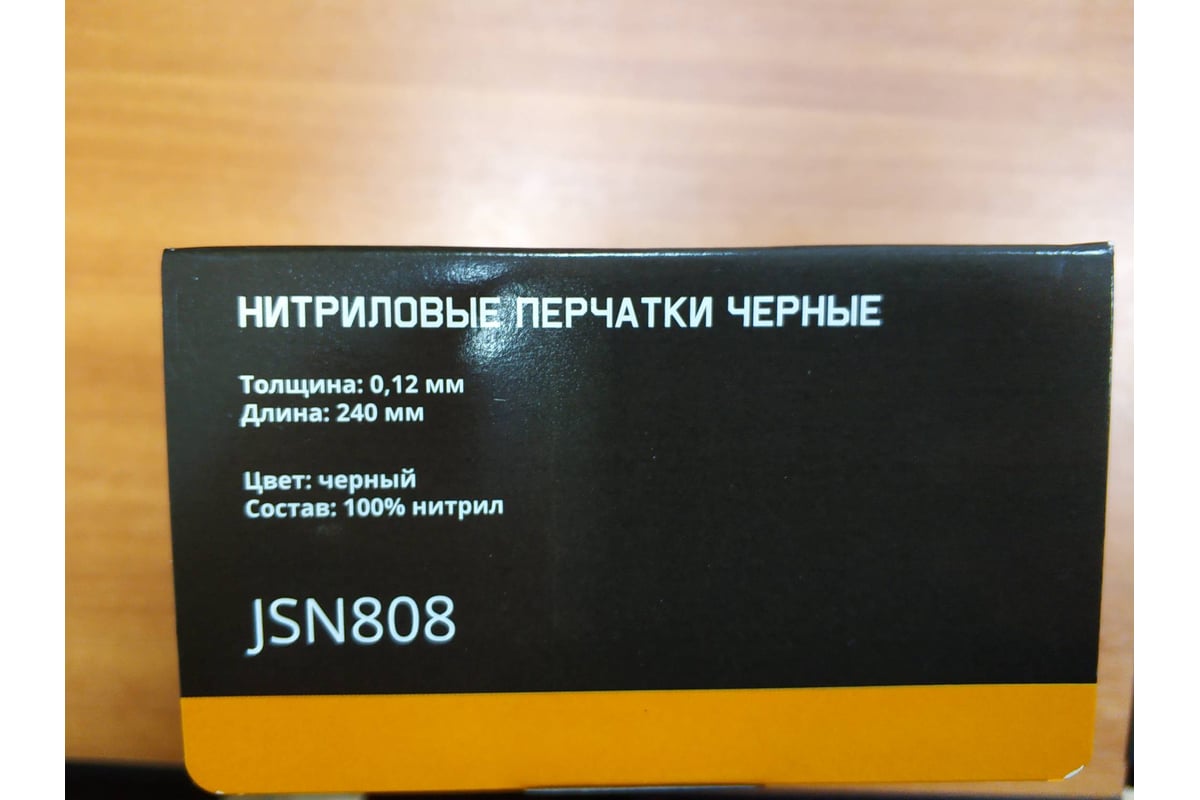 НИТРИЛОВЫЕ ПЕРЧАТКИ ЧЕРНЫЕ
Толщина: 0,12 мм
Длина: 240 мм
Цвет: черный
Состав: 100% нитрил
JSN808